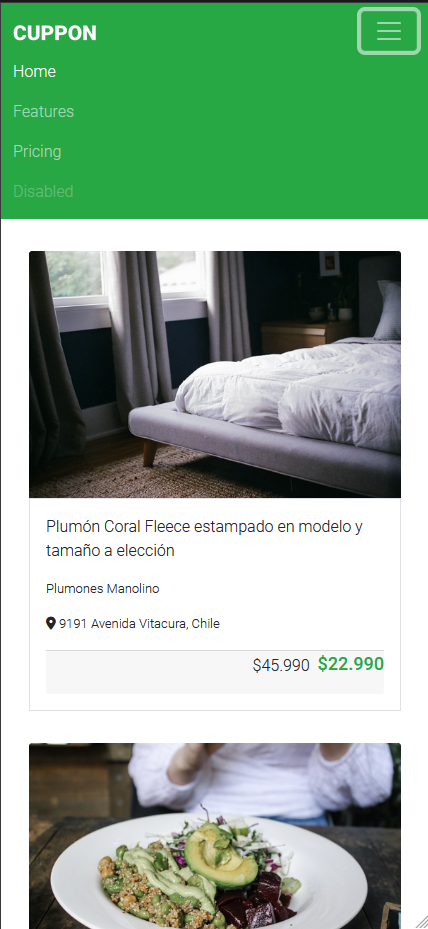 CUPPON
Home
Features
Pricing
Disabled
Plumón Coral Fleece estampado en modelo y
tamaño a elección
Plumones Manolino
9191 Avenida Vitacura, Chile
$45.990 $22.990